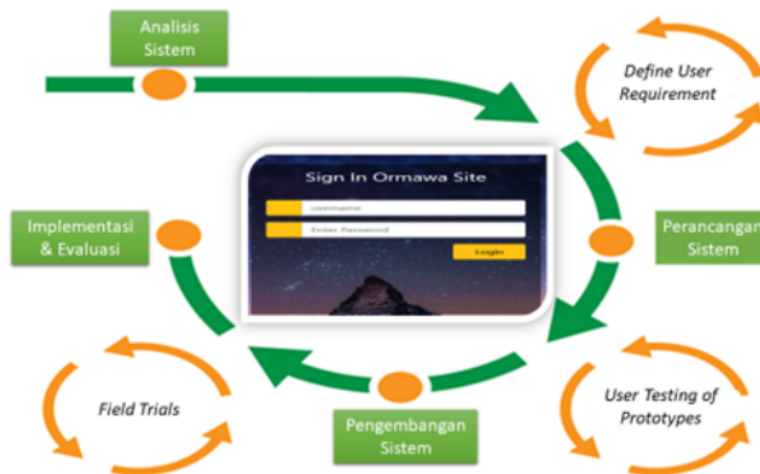 Analisis
Sistem
Define User
Requirement
Sign In Ormawa Site
username
Enter Password
Login
Implementasi
& Evaluasi
Perancangan
Sistem
Field Trials
Pengembangan
Sistem
User Testing of
Prototypes